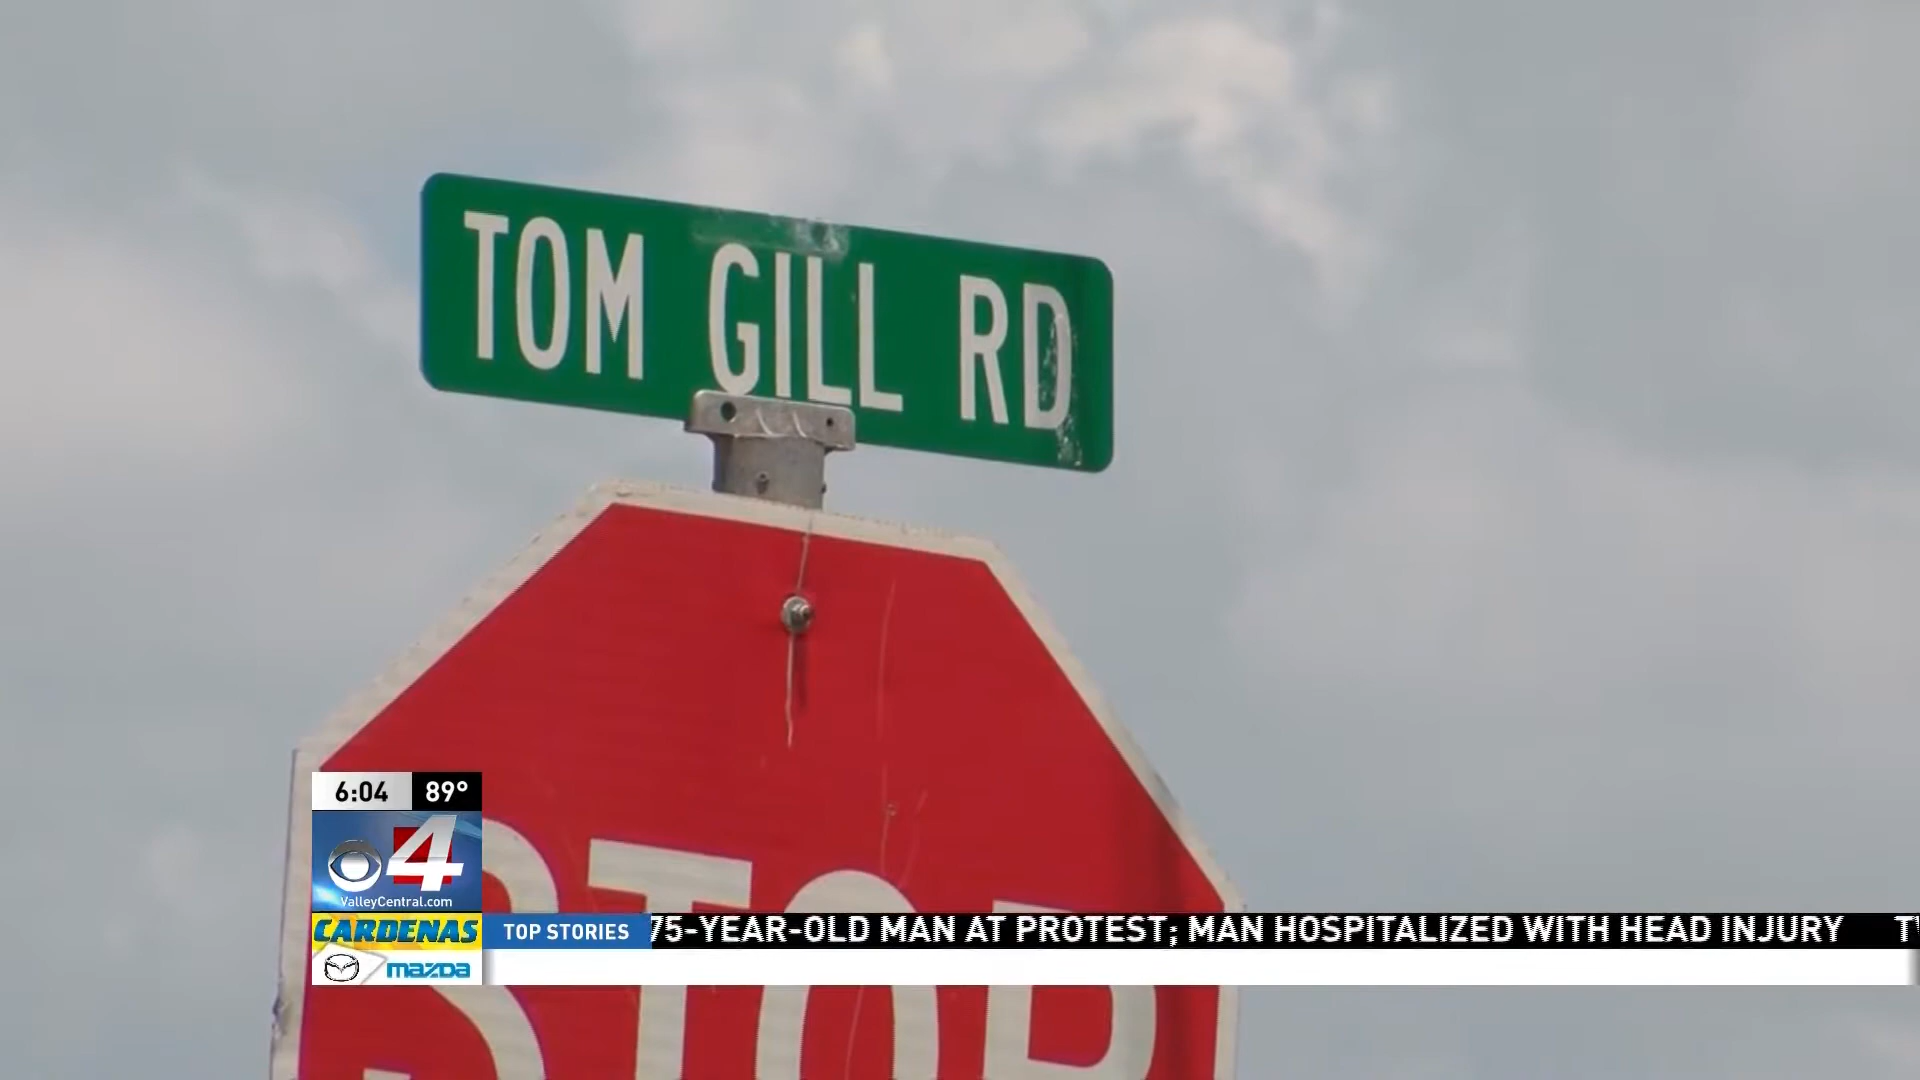 TOM GILL RD
STOP
6:04 89°
4
ValleyCentral.com
CARDENAS
mazda
TOP STORIES 75-YEAR-OLD MAN AT PROTEST; MAN HOSPITALIZED WITH HEAD INJURY